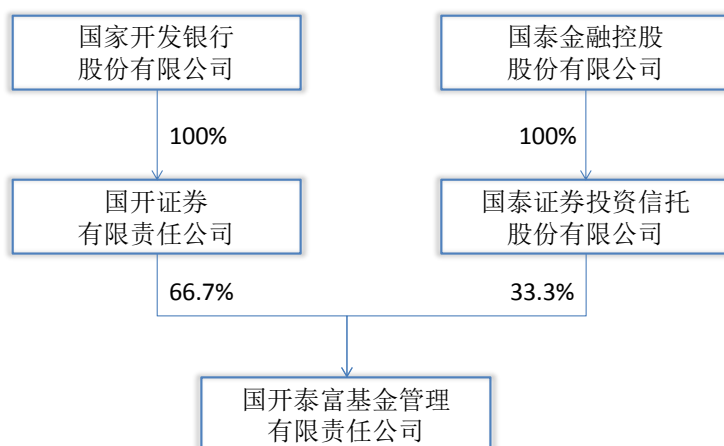 国家开发银行
股份有限公司
国泰金融控股
股份有限公司
100%
100%
国开证券
有限责任公司
国泰证券投资信托
股份有限公司
66.7%
33.3%
国开泰富基金管理
有限责任公司